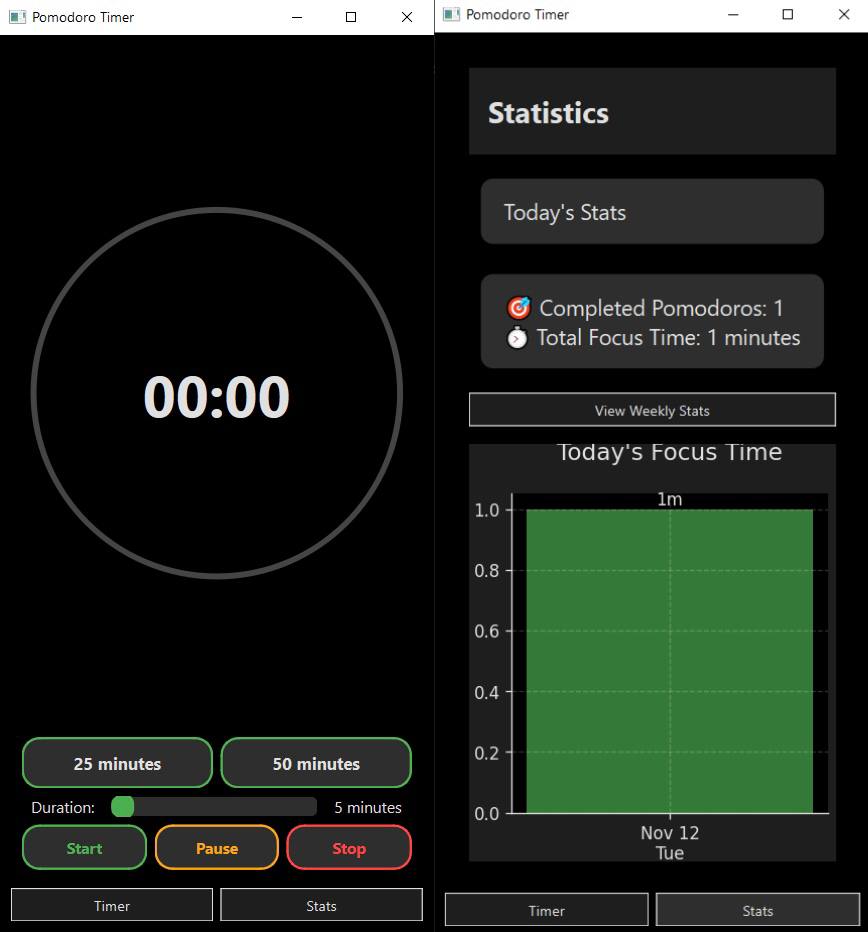 Pomodoro Timer
00:00
25 minutes
50 minutes
Duration:
5 minutes
Start
Pause
Stop
Timer
Stats
Pomodoro Timer
Statistics
Today's Stats
🎯 Completed Pomodoros: 1
⏱ Total Focus Time: 1 minutes
View Weekly Stats
Today's Focus Time
1m
1.0
0.8
0.6
0.4
0.2
0.0
Nov 12
Tue
Timer
Stats